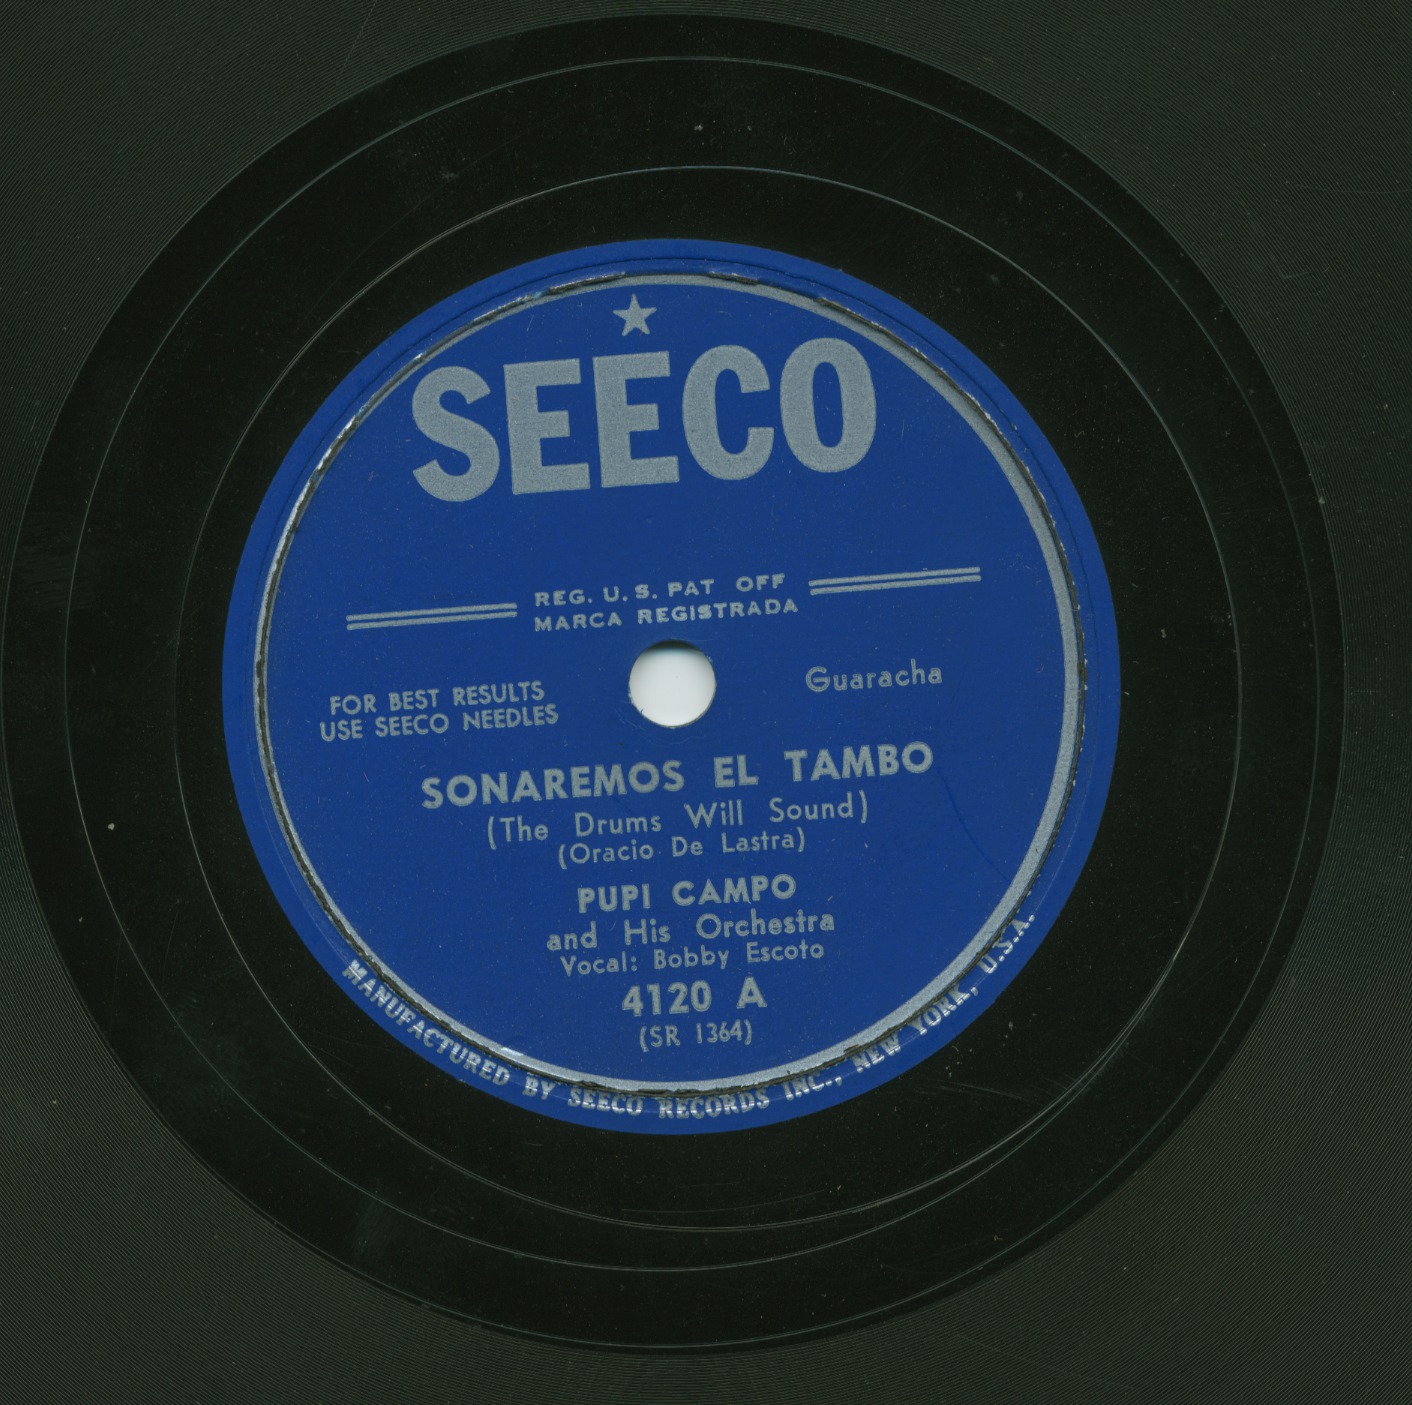 SEECO
REG. U. S. PAT OFF
MARCA REGISTRADA
FOR BEST RESULTS
USE SEECO NEEDLES
Guaracha
SONAREMOS EL TAMBO
(The Drums Will Sound)
(Oracio De Lastra)
PUPI CAMPO
and His Orchestra
Vocal: Bobby Escoto
4120 A
(SR 1364)
MANUFACTURED BY SEECO RECORDS INC., NEW YORK, U.S.A.